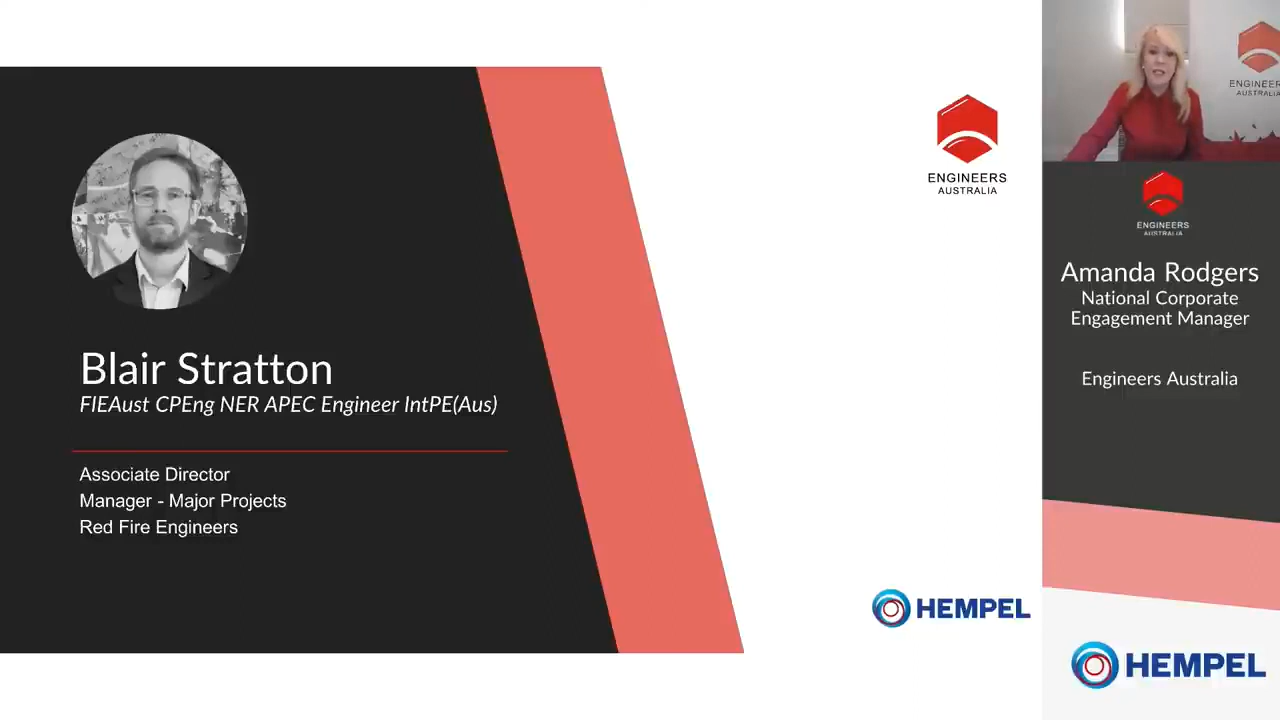 Blair Stratton
FIEAust CPEng NER APEC Engineer IntPE(Aus)
Associate Director
Manager - Major Projects
Red Fire Engineers
ENGINEERS
AUSTRALIA
HEMPEL
ENGINEERS
AUSTRALIA
ENGINEERS
AUSTRALIA
Amanda Rodgers
National Corporate
Engagement Manager
Engineers Australia
HEMPEL